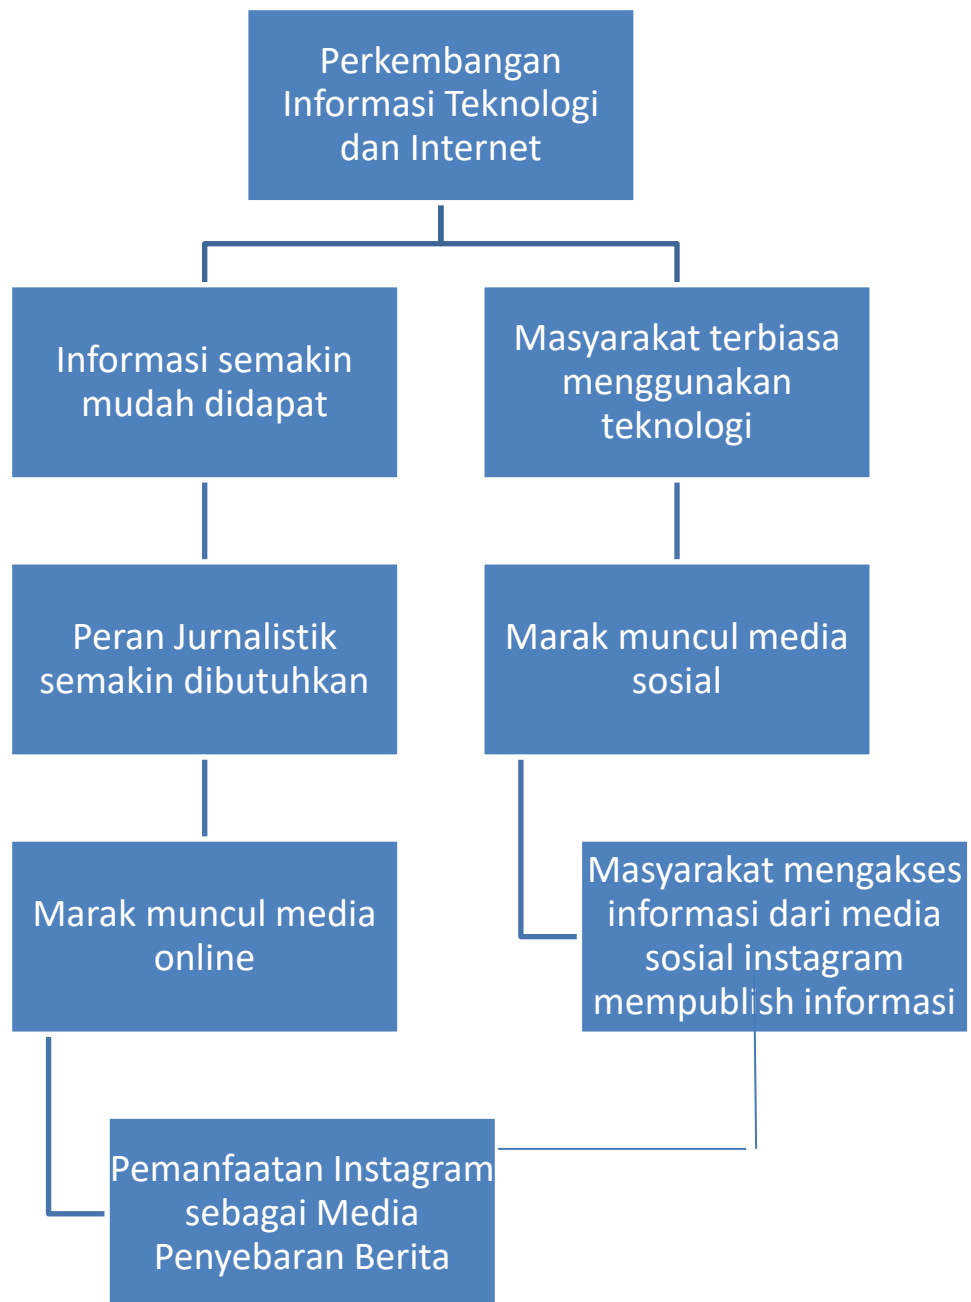 Perkembangan
Informasi Teknologi
dan Internet
Informasi semakin
mudah didapat
Masyarakat terbiasa
menggunakan
teknologi
Peran Jurnalistik
semakin dibutuhkan
Marak muncul media
sosial
Marak muncul media
online
Masyarakat mengakses
informasi dari media
sosial instagram
mempublish informasi
Pemanfaatan Instagram
sebagai Media
Penyebaran Berita